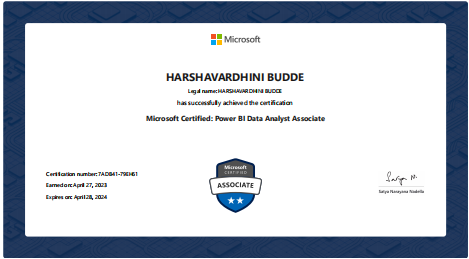 Microsoft
HARSHAVARDHINI BUDDE
Legal name: HARSHAVARDHINI BUDDE
has successfully achieved the certification
Microsoft Certified: Power BI Data Analyst Associate
Certification number: 7ADB41-79EH61
Earned on: April 27, 2023
Expires on: April 28, 2024
Microsoft
CERTIFIED
ASSOCIATE
Satya N.
Satya Narayana Nadella